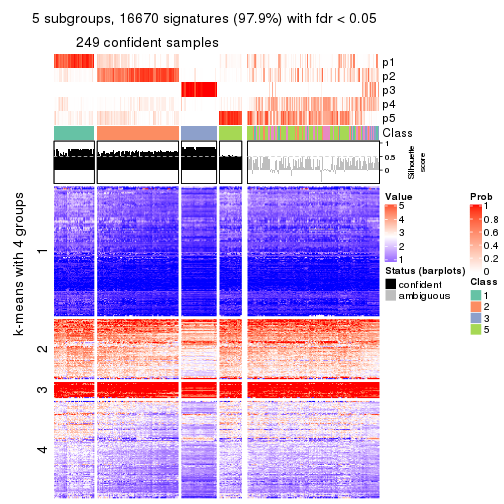 5 subgroups, 16670 signatures (97.9%) with fdr < 0.05
249 confident samples
p1
p2
p3
p4
p5
Class
1
0.5
0
Silhouette
score
k-means with 4 groups
1
2
3
4
Value
5
4
3
2
1
Status (barplots)
confident
ambiguous
Prob
1
0.8
0.6
0.4
0.2
0
Class
1
2
3
5